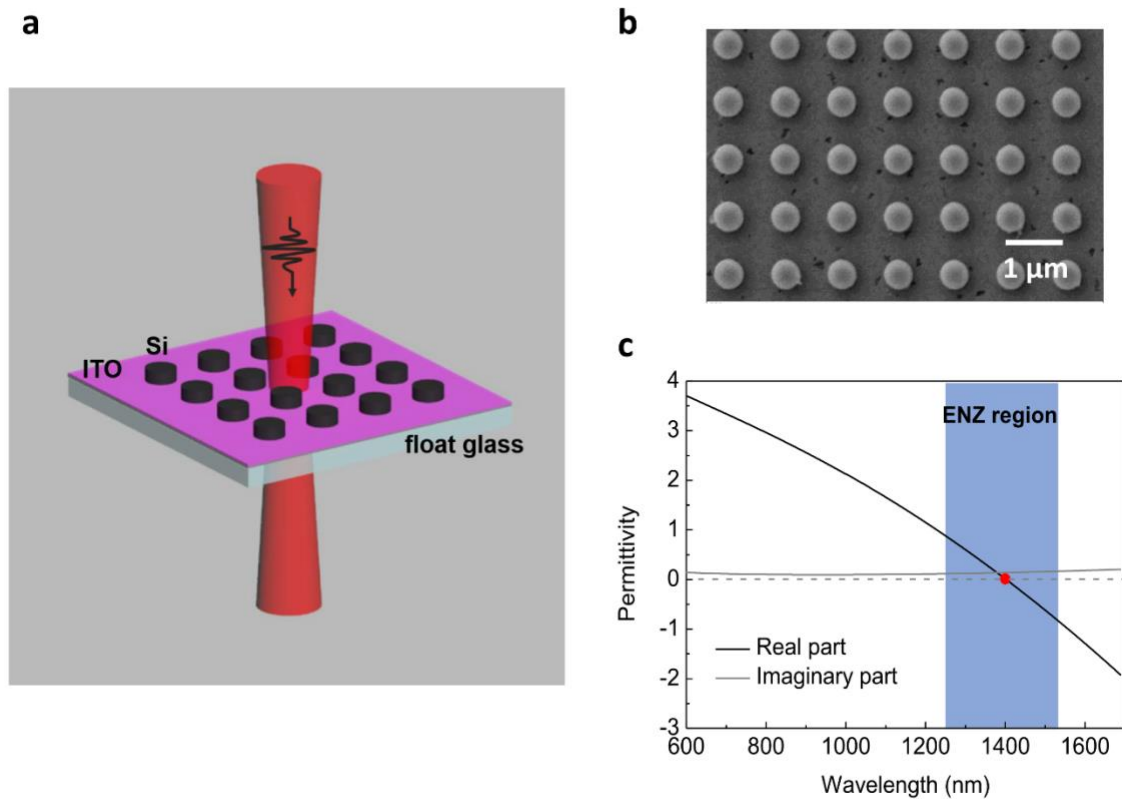 a
Si
ITO
float glass
b
1 μm
c
4
3
2
1
0
-1
-2
-3
ENZ region
Real part
Imaginary part
Permittivity
600 800 1000 1200 1400 1600
Wavelength (nm)